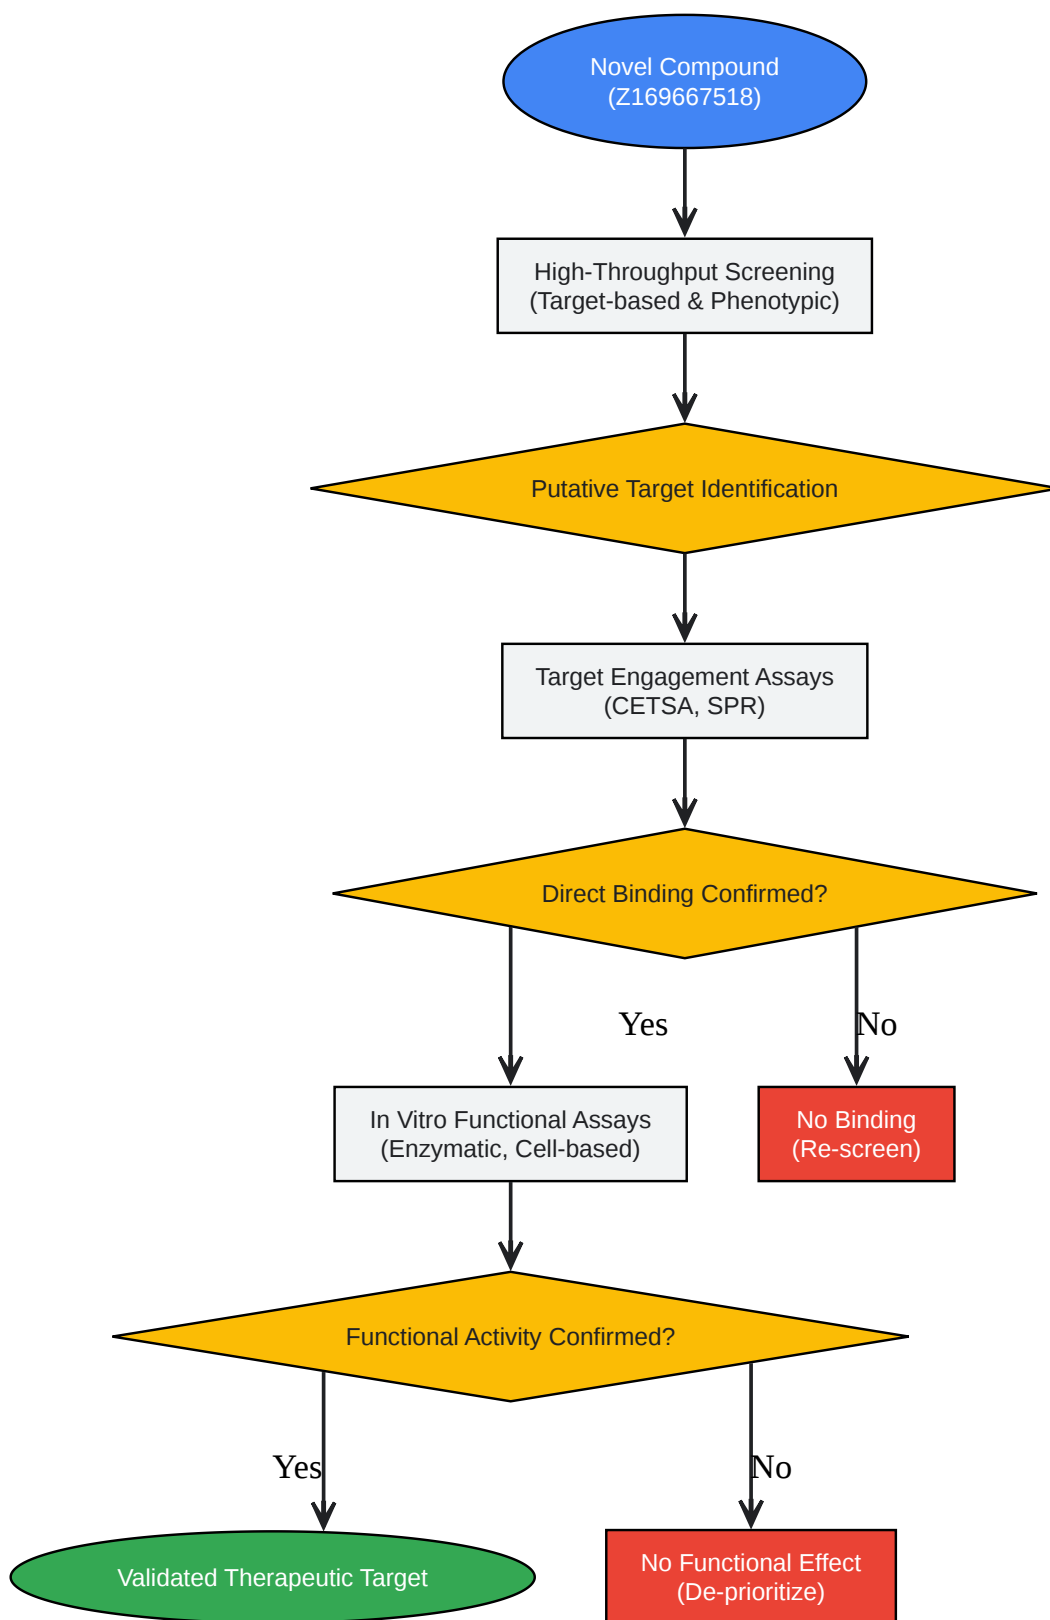 Novel Compound
(Z169667518)
High-Throughput Screening
(Target-based & Phenotypic)
Putative Target Identification
Target Engagement Assays
(CETSA, SPR)
Direct Binding Confirmed?
Yes
No
In Vitro Functional Assays
(Enzymatic, Cell-based)
No Binding
(Re-screen)
Functional Activity Confirmed?
Yes
No
Validated Therapeutic Target
No Functional Effect
(De-prioritize)